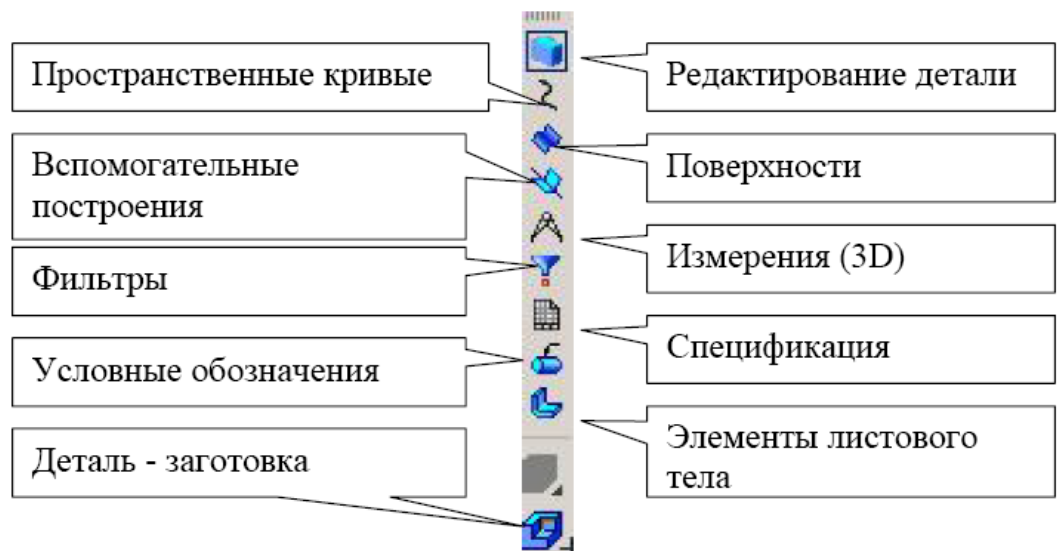 Пространственные кривые
Редактирование детали
Вспомогательные
построения
Поверхности
Фильтры
Измерения (3D)
Условные обозначения
Спецификация
Деталь - заготовка
Элементы листового
тела